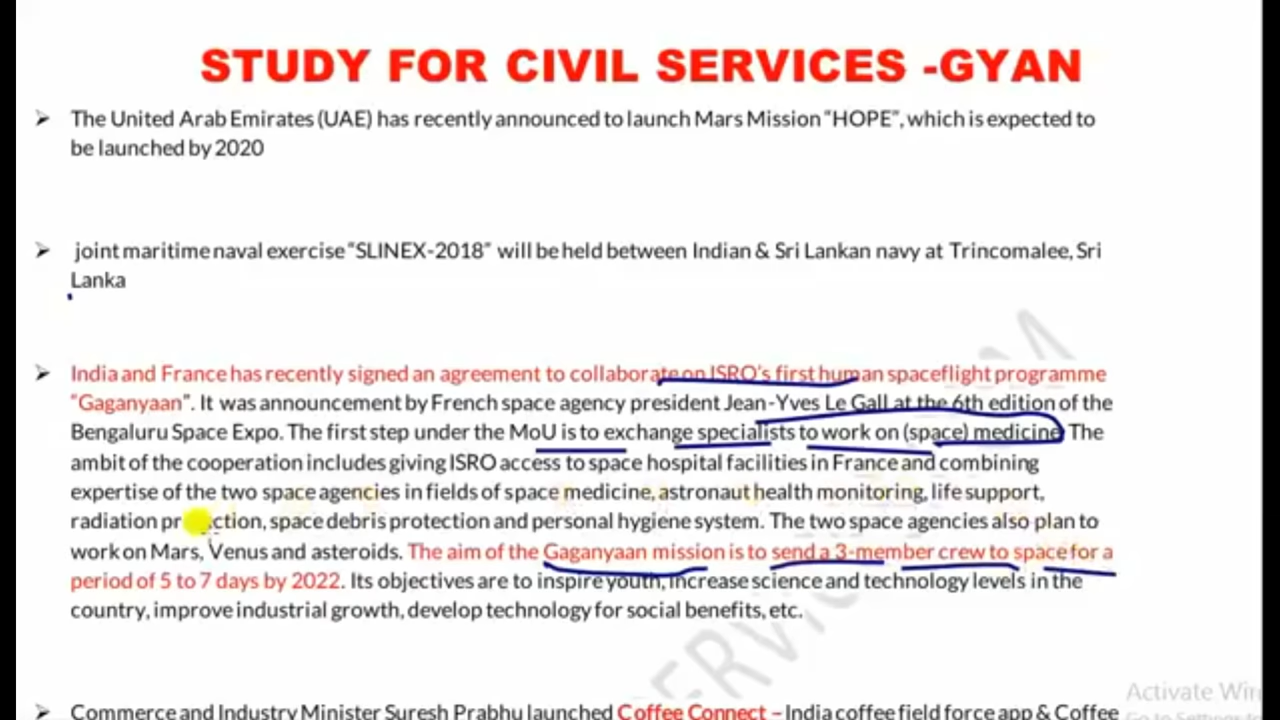 STUDY FOR CIVIL SERVICES -GYAN
➢ The United Arab Emirates (UAE) has recently announced to launch Mars Mission "HOPE", which is expected to
be launched by 2020
➢ joint maritime naval exercise "SLINEX-2018" will be held between Indian & Sri Lankan navy at Trincomalee, Sri
Lanka
➢ India and France has recently signed an agreement to collaborate on ISRO's first human spaceflight programme
"Gaganyaan". It was announcement by French space agency president Jean-Yves Le Gall at the 6th edition of the
Bengaluru Space Expo. The first step under the MoU is to exchange specialists to work on (space) medicine. The
ambit of the cooperation includes giving ISRO access to space hospital facilities in France and combining
expertise of the two space agencies in fields of space medicine, astronaut health monitoring, life support,
radiation protection, space debris protection and personal hygiene system. The two space agencies also plan to
work on Mars, Venus and asteroids. The aim of the Gaganyaan mission is to send a 3-member crew to space for a
period of 5 to 7 days by 2022. Its objectives are to inspire youth, increase science and technology levels in the
country, improve industrial growth, develop technology for social benefits, etc.
➢ Commerce and Industry Minister Suresh Prabhu launched Coffee Connect – India coffee field force app & Coffee
Activate Win